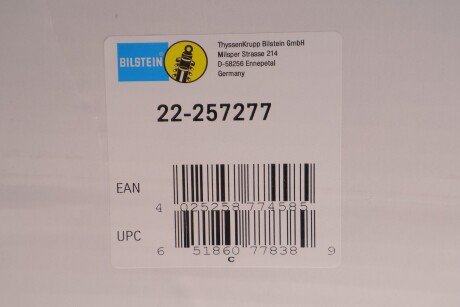 BILSTEIN
ThyssenKrupp Bilstein GmbH
Milsper Strasse 214
D-58256 Ennepetal
Germany
22-257277
EAN
4 025258 774585
UPC
6 51860 77838 9
C